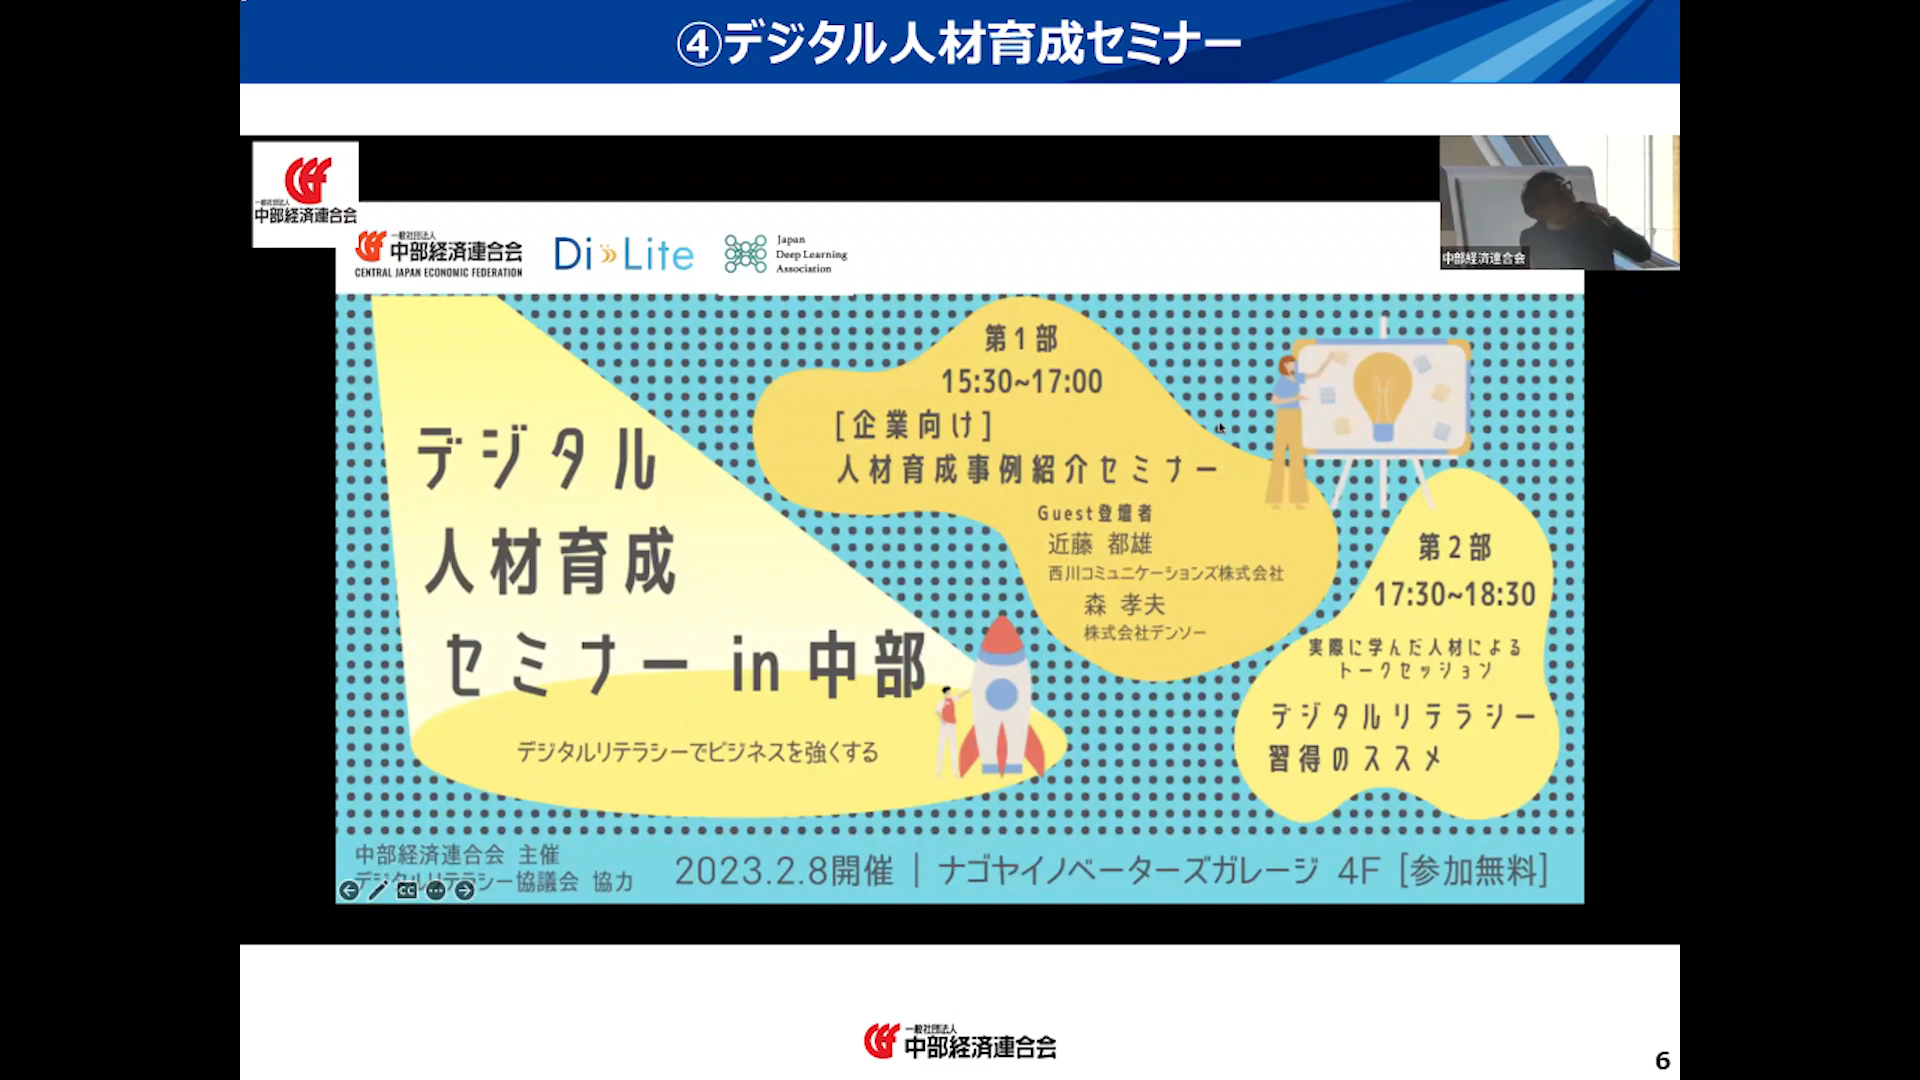 ④デジタル人材育成セミナー
一般社団法人
中部経済連合会
一般社団法人
中部経済連合会
CENTRAL JAPAN ECONOMIC FEDERATION
Di Lite
Japan
Deep Learning
Association
中部経済連合会
デジタル
人材育成
セミナー in 中部
デジタルリテラシーでビジネスを強くする
第1部
15:30~17:00
[企業向け]
人材育成事例紹介セミナー
Guest登壇者
近藤 都雄
西川コミュニケーションズ株式会社
森 孝夫
株式会社デンソー
第2部
17:30~18:30
実際に学んだ人材による
トークセッション
デジタルリテラシー
習得のススメ
中部経済連合会 主催
デジタルリテラシー協議会 協力
CC
2023.2.8開催｜ナゴヤイノベーターズガレージ 4F [参加無料]
一般社団法人
中部経済連合会
6